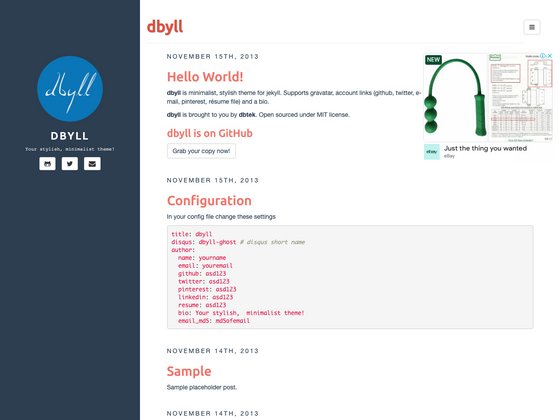 dbyll
DBYLL
Your stylish, minimalist theme!
dbyll
NOVEMBER 15TH, 2013
Hello World!
dbyll is minimalist, stylish theme for jekyll. Supports gravatar, account links (github, twitter, e-
mail, pinterest, résume file) and a bio.
dbyll is brought to you by dbtek. Open sourced under MIT license.
dbyll is on GitHub
Grab your copy now!
NEW
Just the thing you wanted
ebay
eBay
NOVEMBER 15TH, 2013
Configuration
In your config file change these settings
title: dbyll
disqus: dbyll-ghost # disqus short name
author:
name: yourname
email: youremail
github: asd123
twitter: asd123
pinterest: asd123
linkedin: asd123
resume: asd123
bio: Your stylish, minimalist theme!
email_md5: md5ofemail
NOVEMBER 14TH, 2013
Sample
Sample placeholder post.
NOVEMBER 14TH, 2013